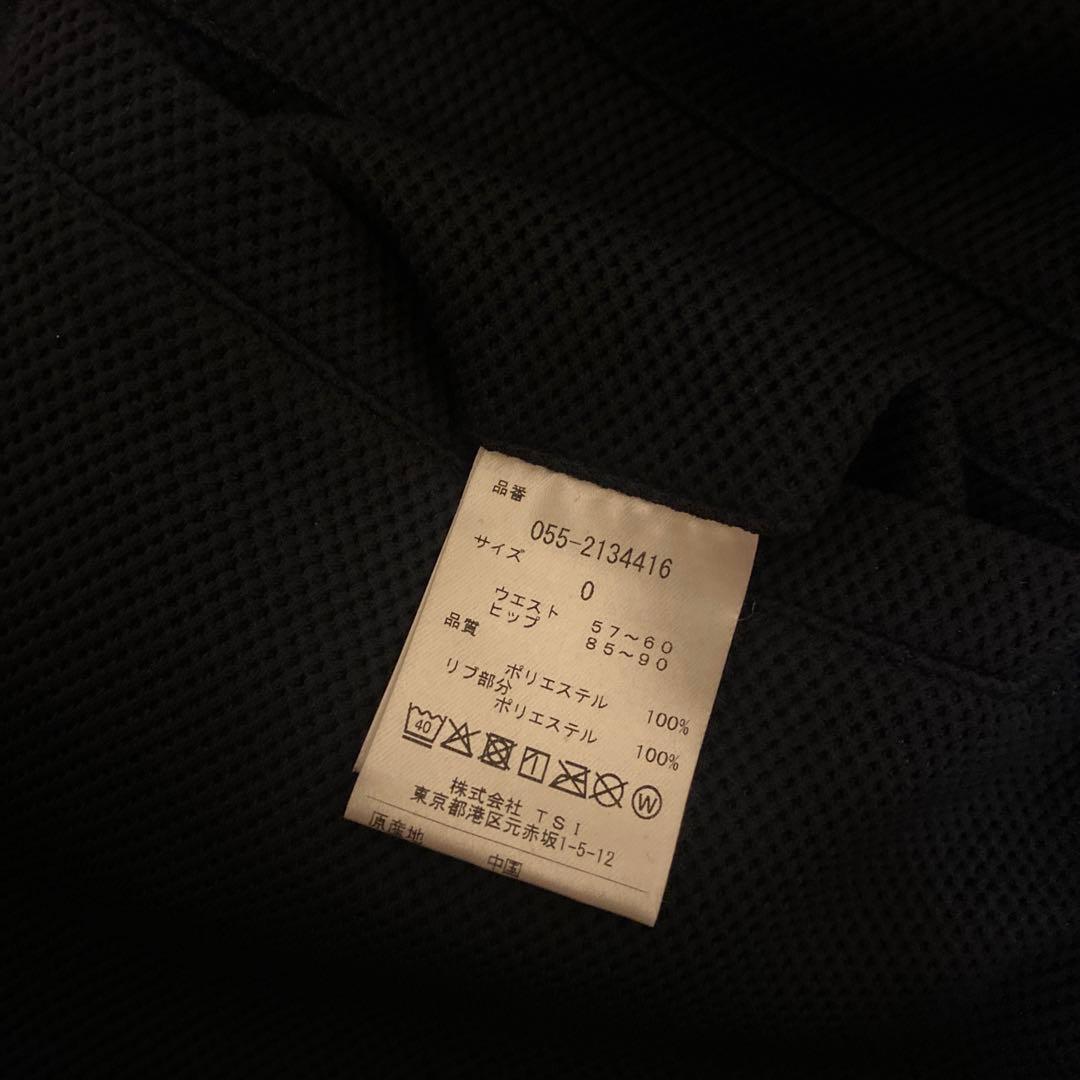 品番
055-2134416
サイズ
0
ウエスト 57～60
ヒップ 85～90
品質
ポリエステル 100%
リブ部分
ポリエステル 100%
40
W
株式会社 TSI
東京都港区元赤坂1-5-12
原産地 中国